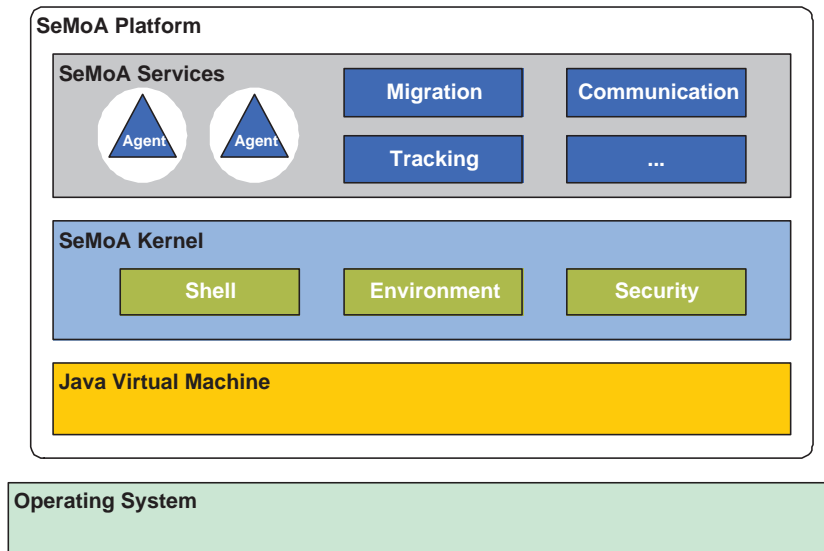 SeMoA Platform
SeMoA Services
Agent
Agent
Migration
Communication
Tracking
...
SeMoA Kernel
Shell
Environment
Security
Java Virtual Machine
Operating System